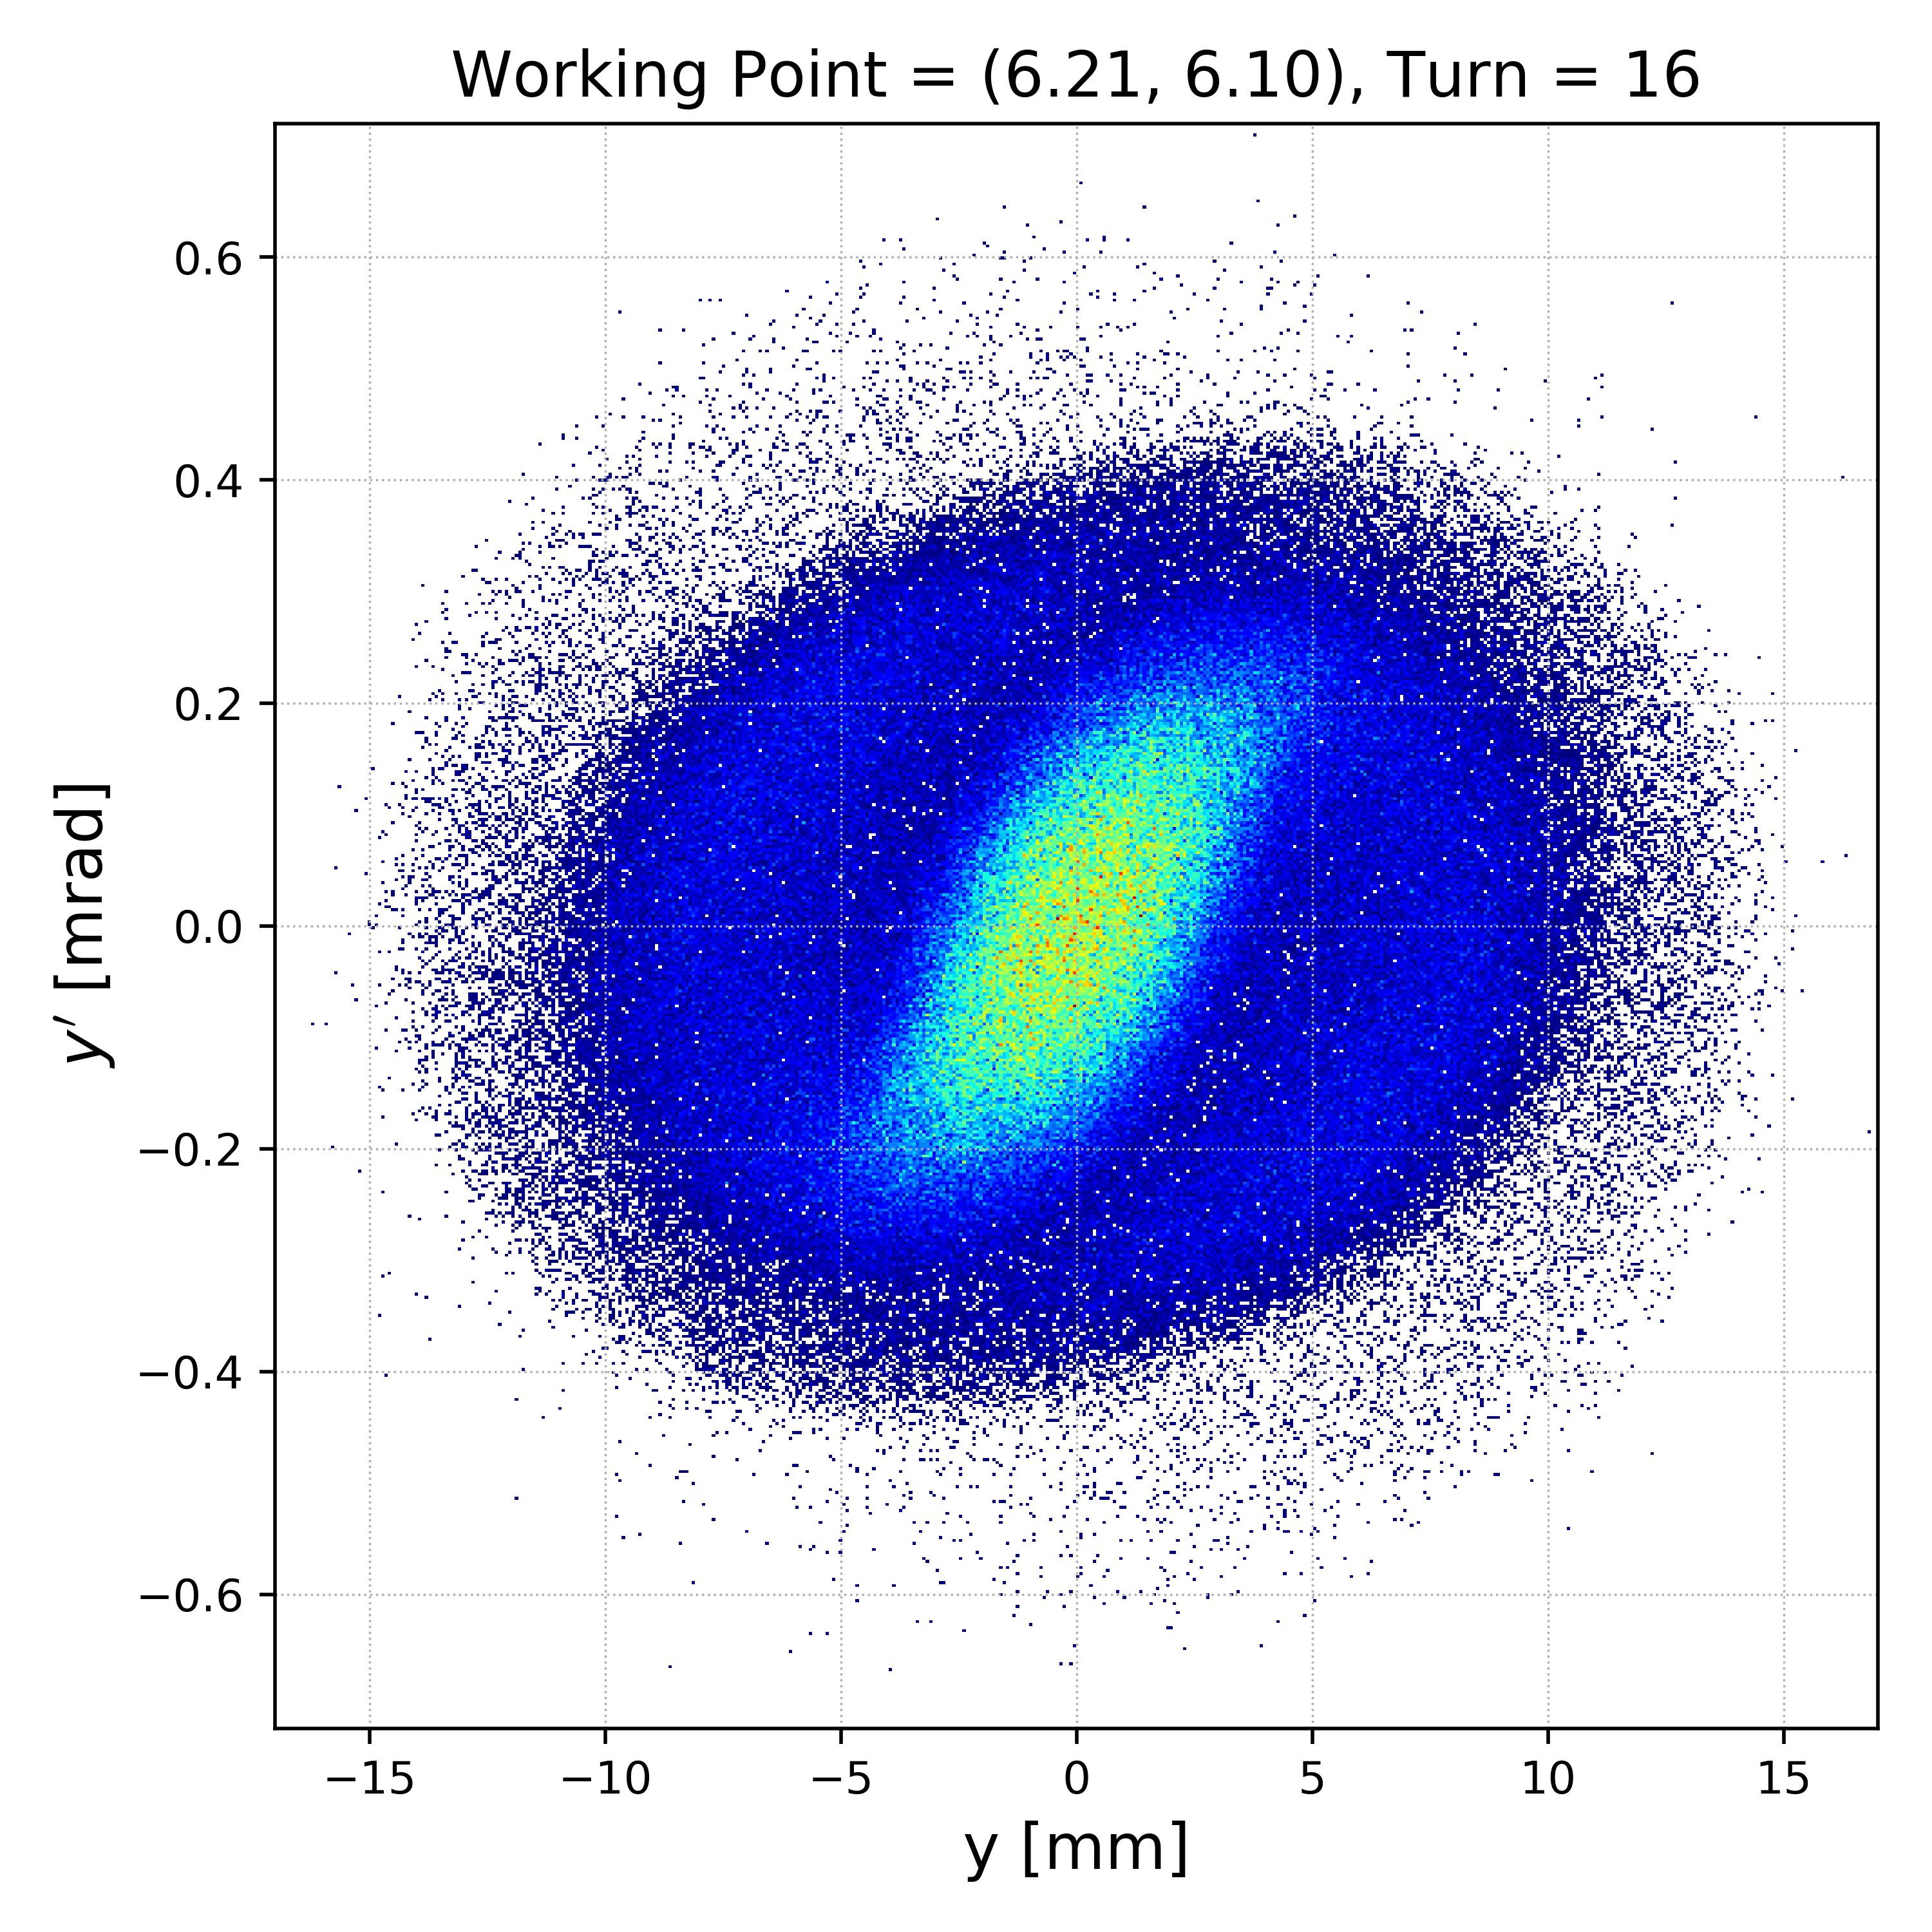 Working Point = (6.21, 6.10), Turn = 16
y′ [mrad]
0.6
0.4
0.2
0.0
−0.2
−0.4
−0.6
−15 −10 −5 0 5 10 15
y [mm]